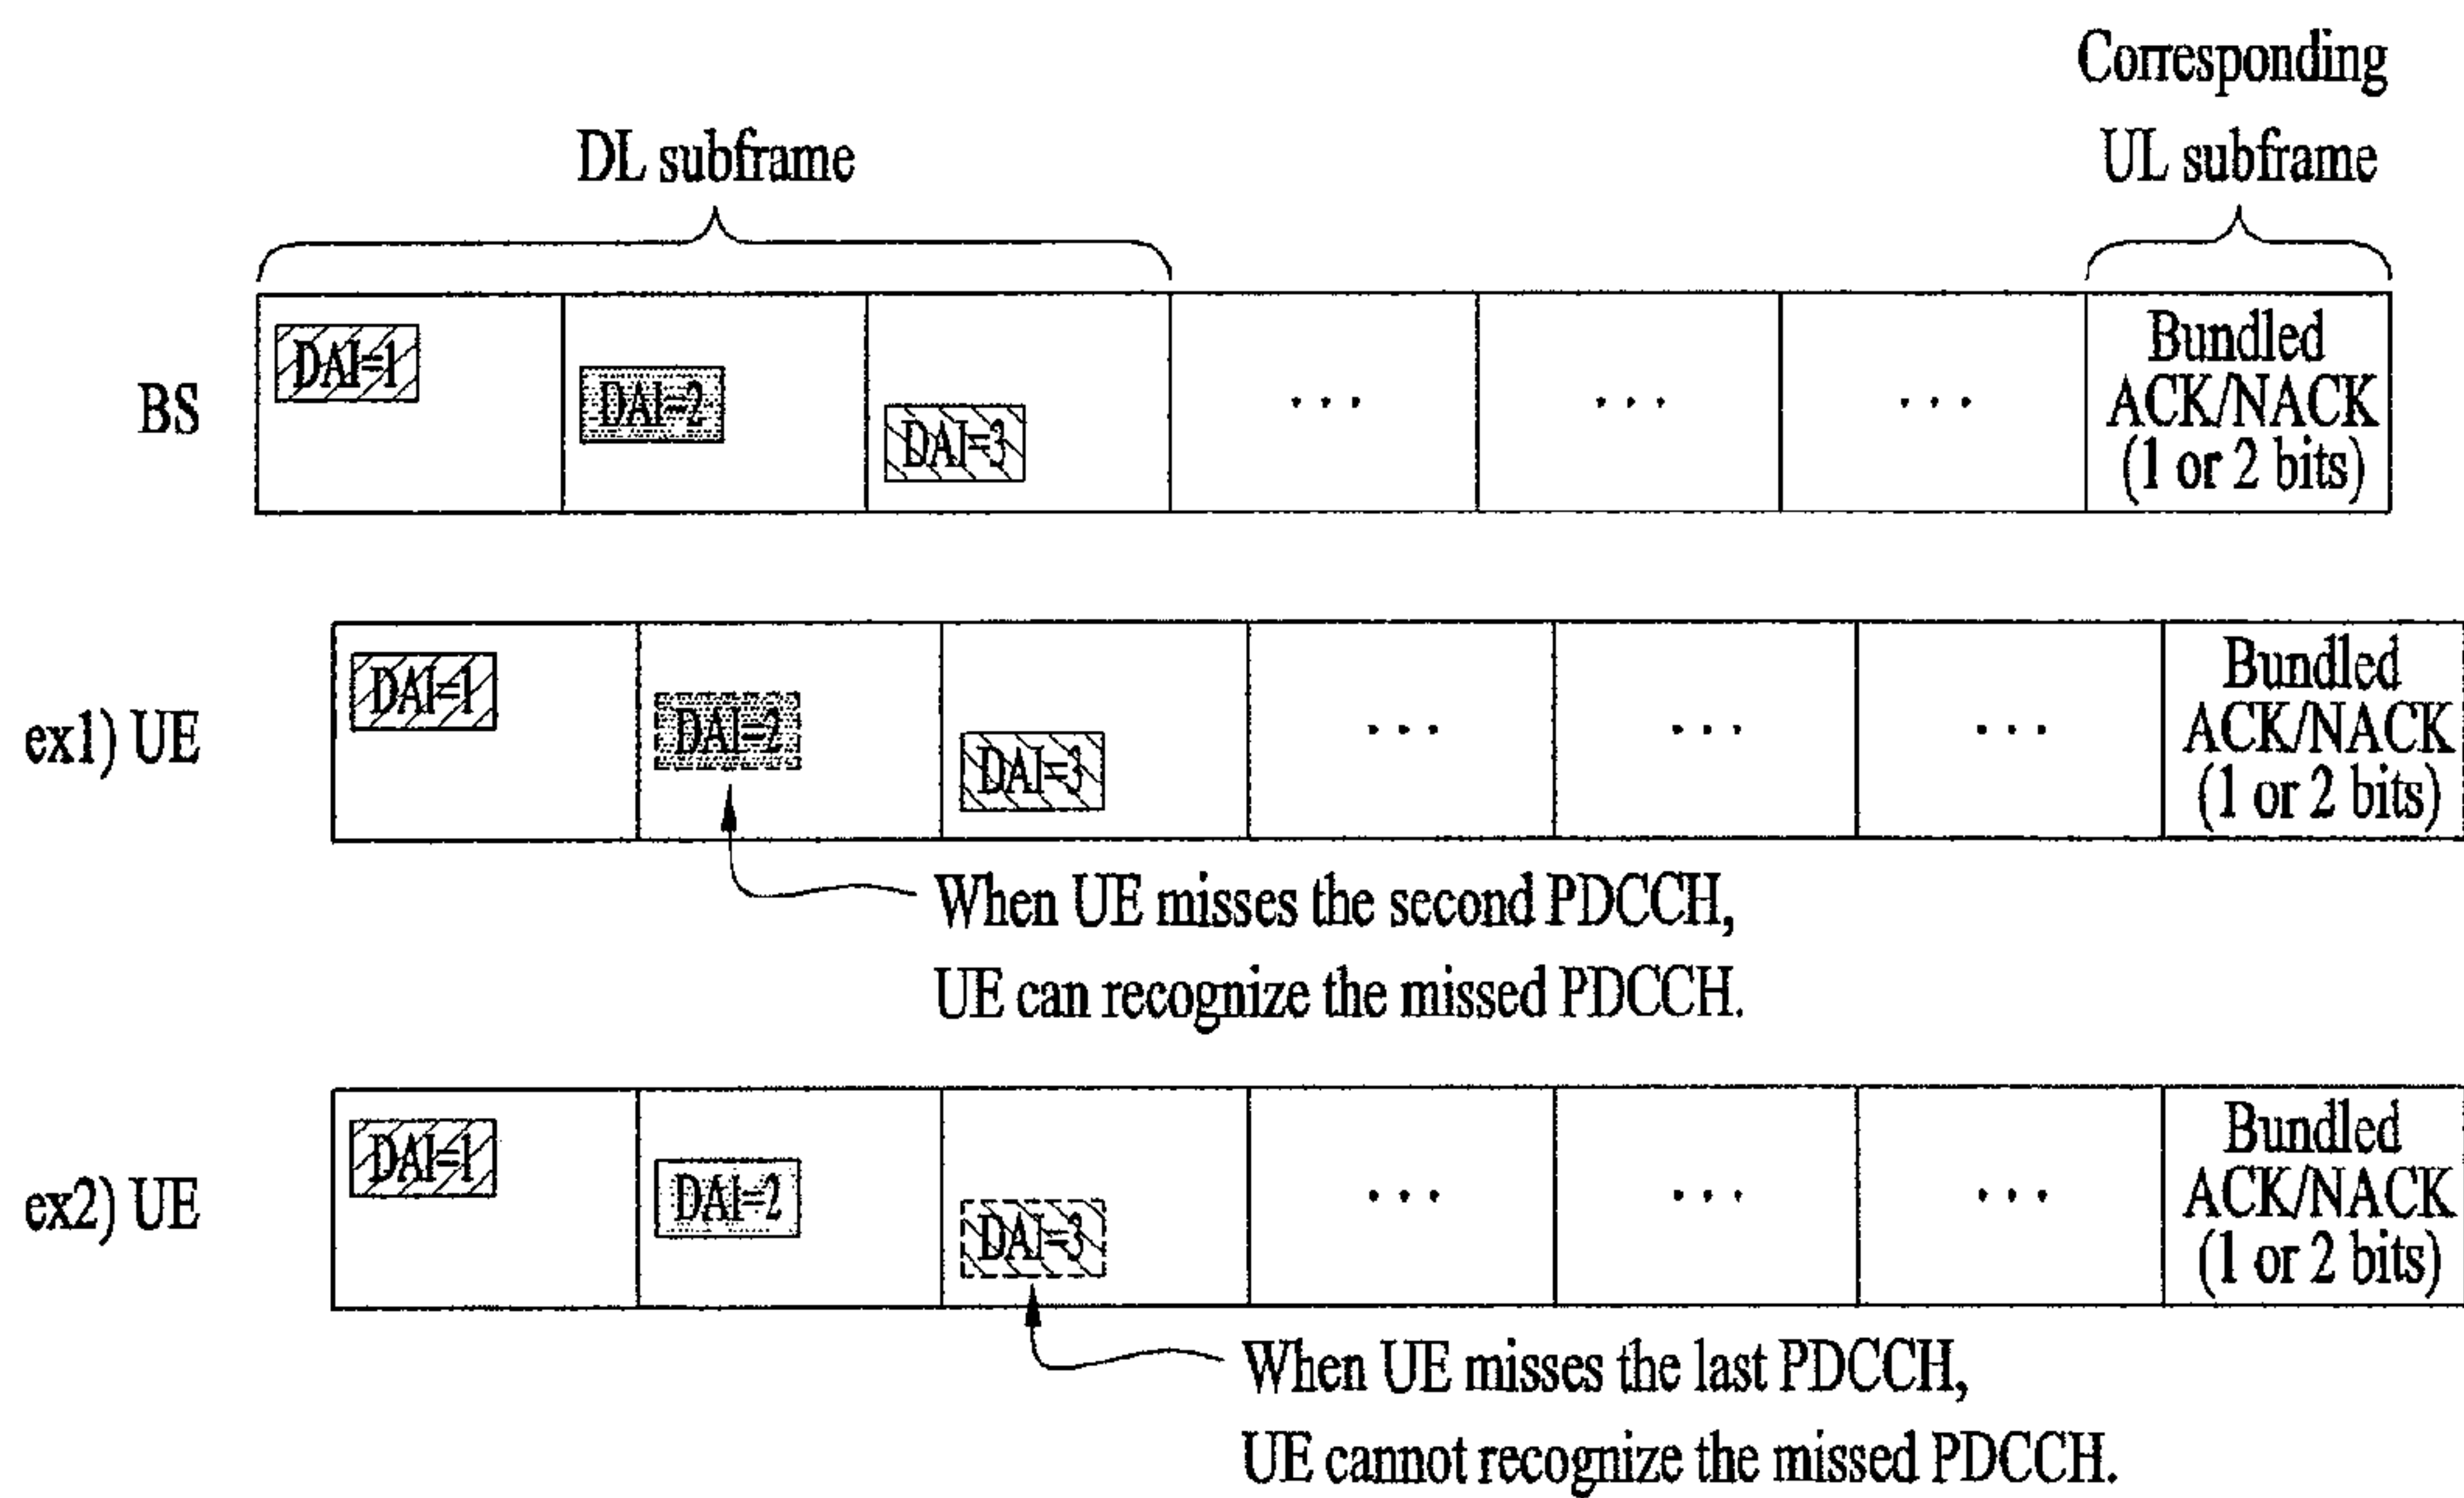 Corresponding
DL subframe
UL subframe
BS
DAI=1
DAI=2
DAI=3
...
...
...
Bundled
ACK/NACK
(1 or 2 bits)
ex1) UE
DAI=1
DAI=2
DAI=3
...
...
...
Bundled
ACK/NACK
(1 or 2 bits)
When UE misses the second PDCCH,
UE can recognize the missed PDCCH.
ex2) UE
DAI=1
DAI=2
DAI=3
...
...
...
Bundled
ACK/NACK
(1 or 2 bits)
When UE misses the last PDCCH,
UE cannot recognize the missed PDCCH.